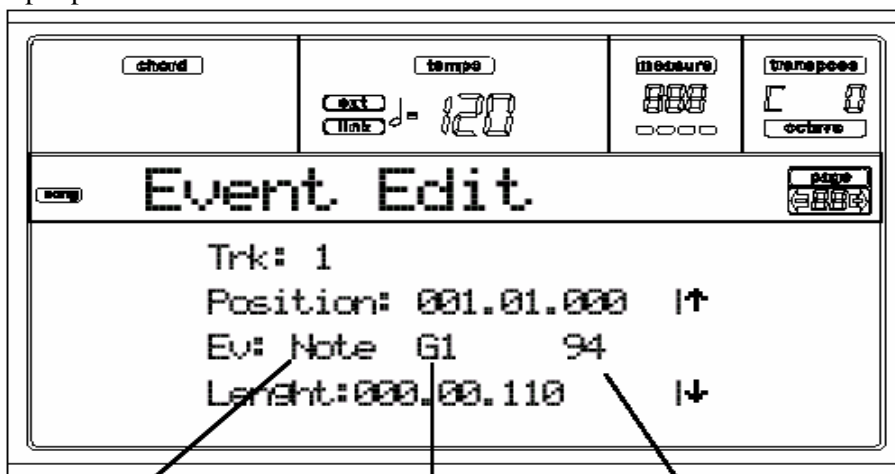 chord tempo measure transpose
ext
link = 120 888 C 0
octave
song Event Edit page
88
Trk: 1
Position: 001.01.000
Ev: Note G1 94
Lenght:000.00.110